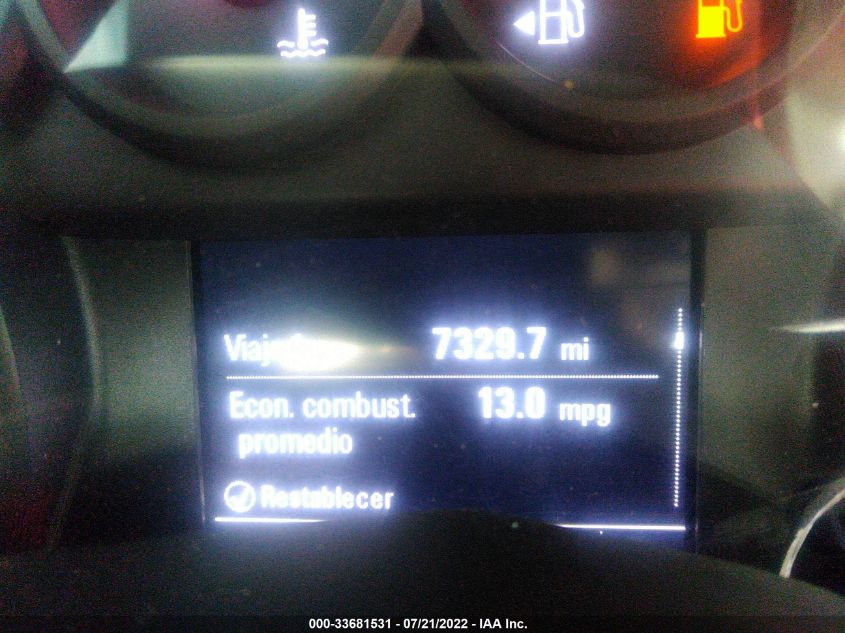 7329.7 mi
Econ. combust. 13.0 mpg
promedio
Restablecer
000-33681531 - 07/21/2022 - IAA Inc.